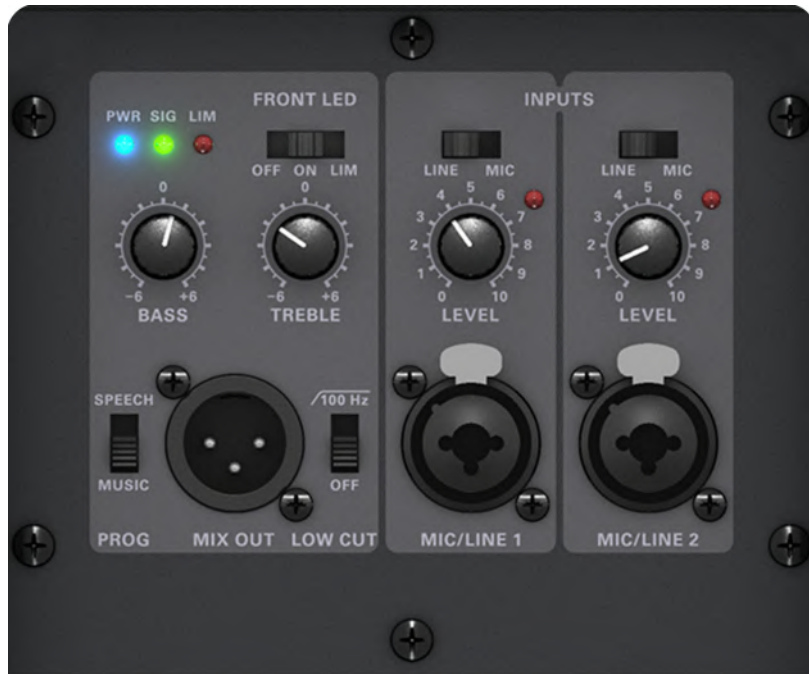 FRONT LED
INPUTS
PWR SIG LIM
OFF ON LIM
LINE MIC
LINE MIC
0
-6 +6
BASS
0
-6 +6
TREBLE
0 1 2 3 4 5 6 7 8 9 10
LEVEL
0 1 2 3 4 5 6 7 8 9 10
LEVEL
SPEECH
MUSIC
PROG
MIX OUT
100 Hz
OFF
LOW CUT
MIC/LINE 1
MIC/LINE 2